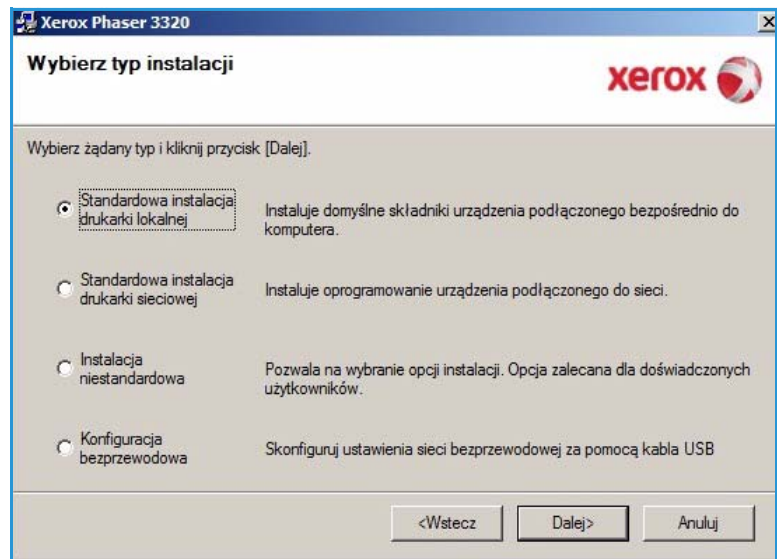 Xerox Phaser 3320
Wybierz typ instalacji
xerox
Wybierz żądany typ i kliknij przycisk [Dalej].
Standardowa instalacja
drukarki lokalnej
Instaluje domyślne składniki urządzenia podłączonego bezpośrednio do
komputera.
Standardowa instalacja
drukarki sieciowej
Instaluje oprogramowanie urządzenia podłączonego do sieci.
Instalacja
niestandardowa
Pozwala na wybranie opcji instalacji. Opcja zalecana dla doświadczonych
użytkowników.
Konfiguracja
bezprzewodowa
Skonfiguruj ustawienia sieci bezprzewodowej za pomocą kabla USB
<Wstecz
Dalej>
Anuluj